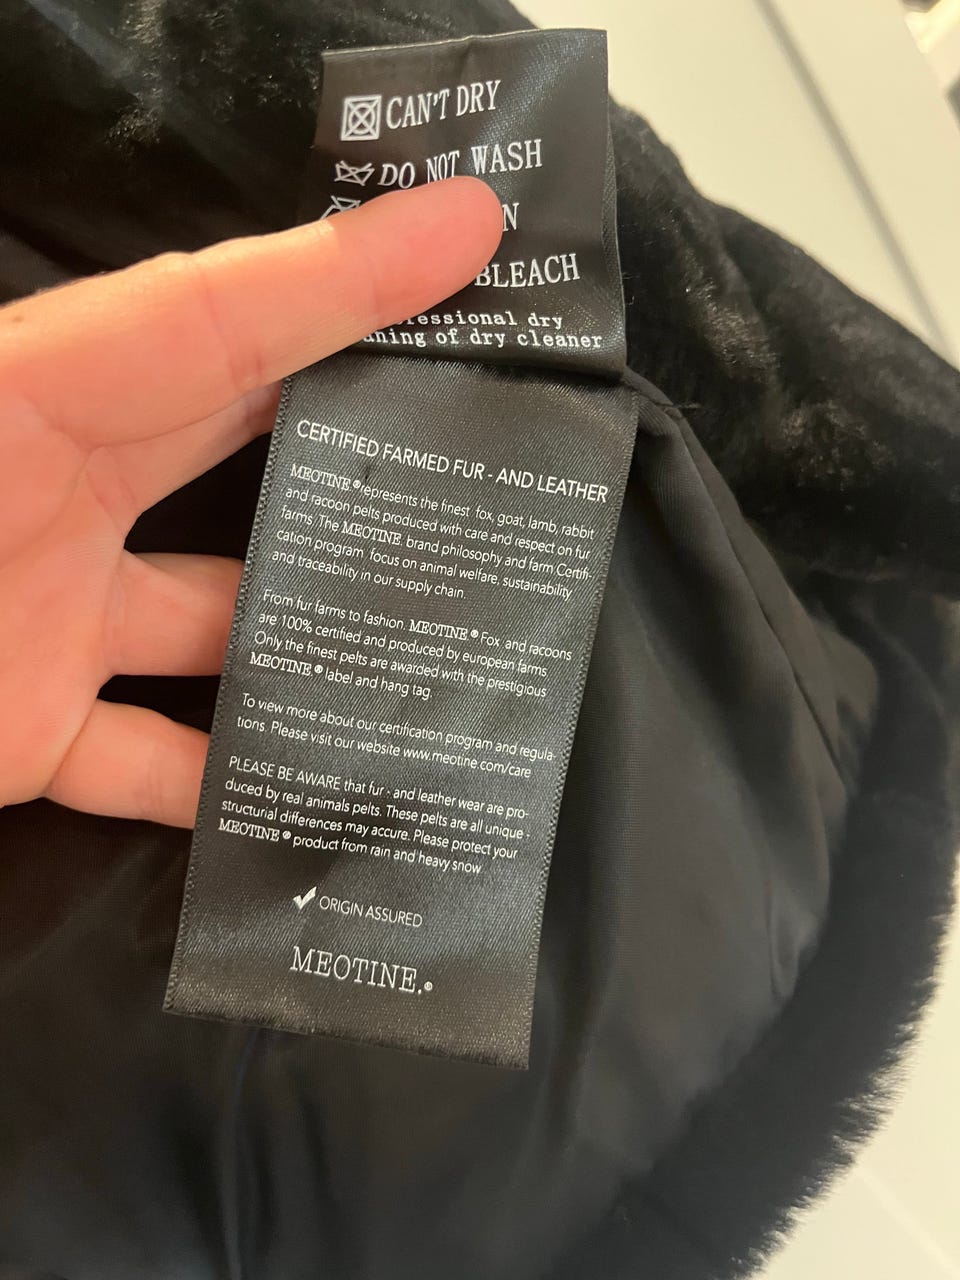 CAN'T DRY
DO NOT WASH
BLEACH
dry
of dry cleaner
CERTIFIED FARMED FUR - AND LEATHER
MEOTINE ® represents the finest fox, goat, lamb, rabbit
and racoon pelts produced with care and respect on fur
farms. The MEOTINE. brand philosophy and farm Certifi-
cation program focus on animal welfare, sustainability
and traceability in our supply chain.
From fur farms to fashion. MEOTINE ® Fox and racoons
are 100% certified and produced by european farms
Only the finest pelts are awarded with the prestigious
MEOTINE ® label and hang tag.
To view more about our certification program and regula-
tions. Please visit our website www.meotine.com/care
PLEASE BE AWARE that fur - and leather wear are pro-
duced by real animals pelts. These pelts are all unique -
structurial differences may accure. Please protect your
MEOTINE ® product from rain and heavy snow
ORIGIN ASSURED
MEOTINE.®